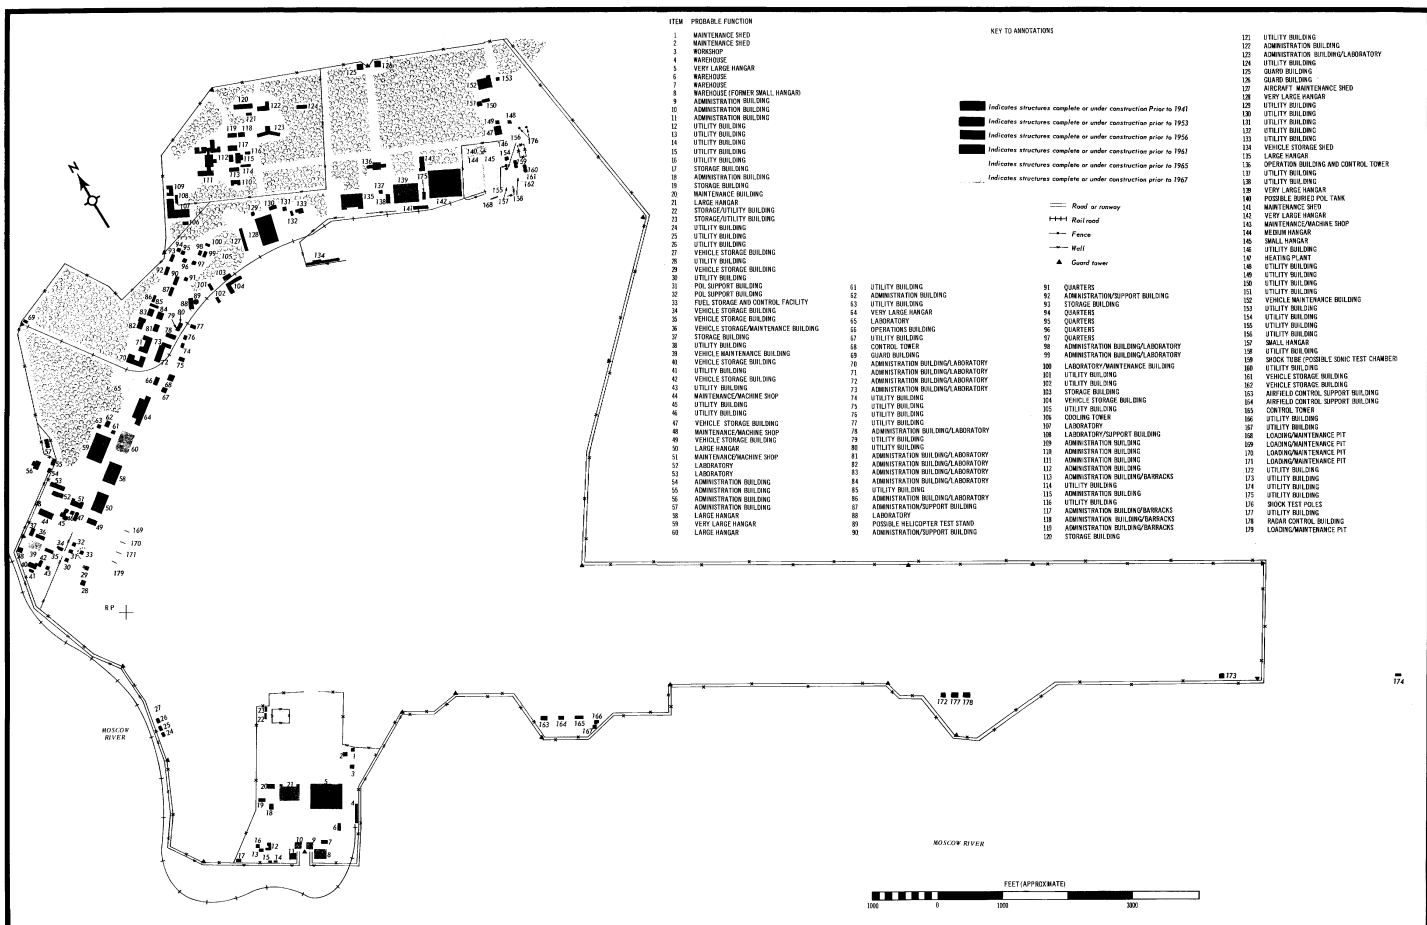 ITEM PROBABLE FUNCTION
1 MAINTENANCE SHED
2 MAINTENANCE SHED
3 WORKSHOP
4 WAREHOUSE
5 VERY LARGE HANGAR
6 WAREHOUSE
7 WAREHOUSE
8 WAREHOUSE (FORMER SMALL HANGAR)
9 ADMINISTRATION BUILDING
10 ADMINISTRATION BUILDING
11 ADMINISTRATION BUILDING
12 UTILITY BUILDING
13 UTILITY BUILDING
14 UTILITY BUILDING
15 UTILITY BUILDING
16 UTILITY BUILDING
17 STORAGE BUILDING
18 ADMINISTRATION BUILDING
19 STORAGE BUILDING
20 MAINTENANCE BUILDING
21 LARGE HANGAR
22 STORAGE/UTILITY BUILDING
23 STORAGE/UTILITY BUILDING
24 UTILITY BUILDING
25 UTILITY BUILDING
26 UTILITY BUILDING
27 VEHICLE STORAGE BUILDING
28 UTILITY BUILDING
29 VEHICLE STORAGE BUILDING
30 UTILITY BUILDING
31 POL SUPPORT BUILDING
32 POL SUPPORT BUILDING
33 FUEL STORAGE AND CONTROL FACILITY
34 VEHICLE STORAGE BUILDING
35 VEHICLE STORAGE BUILDING
36 VEHICLE STORAGE/MAINTENANCE BUILDING
37 STORAGE BUILDING
38 UTILITY BUILDING
39 VEHICLE MAINTENANCE BUILDING
40 VEHICLE STORAGE BUILDING
41 UTILITY BUILDING
42 VEHICLE STORAGE BUILDING
43 UTILITY BUILDING
44 MAINTENANCE/MACHINE SHOP
45 UTILITY BUILDING
46 UTILITY BUILDING
47 VEHICLE STORAGE BUILDING
48 MAINTENANCE/MACHINE SHOP
49 VEHICLE STORAGE BUILDING
50 LARGE HANGAR
51 MAINTENANCE/MACHINE SHOP
52 LABORATORY
53 LABORATORY
54 ADMINISTRATION BUILDING
55 ADMINISTRATION BUILDING
56 ADMINISTRATION BUILDING
57 ADMINISTRATION BUILDING
58 LARGE HANGAR
59 VERY LARGE HANGAR
60 LARGE HANGAR
61 UTILITY BUILDING
62 ADMINISTRATION BUILDING
63 UTILITY BUILDING
64 VERY LARGE HANGAR
65 LABORATORY
66 OPERATIONS BUILDING
67 UTILITY BUILDING
68 CONTROL TOWER
69 GUARD BUILDING
70 ADMINISTRATION BUILDING/LABORATORY
71 ADMINISTRATION BUILDING/LABORATORY
72 ADMINISTRATION BUILDING/LABORATORY
73 ADMINISTRATION BUILDING/LABORATORY
74 UTILITY BUILDING
75 UTILITY BUILDING
76 UTILITY BUILDING
77 UTILITY BUILDING
78 ADMINISTRATION BUILDING/LABORATORY
79 UTILITY BUILDING
80 UTILITY BUILDING
81 ADMINISTRATION BUILDING/LABORATORY
82 ADMINISTRATION BUILDING/LABORATORY
83 ADMINISTRATION BUILDING/LABORATORY
84 ADMINISTRATION BUILDING/LABORATORY
85 UTILITY BUILDING
86 ADMINISTRATION BUILDING/LABORATORY
87 ADMINISTRATION/SUPPORT BUILDING
88 LABORATORY
89 POSSIBLE HELICOPTER TEST STAND
90 ADMINISTRATION/SUPPORT BUILDING
KEY TO ANNOTATIONS
Indicates structures complete or under construction Prior to 1941
Indicates structures complete or under construction prior to 1953
Indicates structures complete or under construction prior to 1956
Indicates structures complete or under construction prior to 1961
Indicates structures complete or under construction prior to 1965
Indicates structures complete or under construction prior to 1967
Road or runway
Railroad
Fence
Wall
Guard tower
91 QUARTERS
92 ADMINISTRATION/SUPPORT BUILDING
93 STORAGE BUILDING
94 QUARTERS
95 QUARTERS
96 QUARTERS
97 QUARTERS
98 ADMINISTRATION BUILDING/LABORATORY
99 ADMINISTRATION BUILDING/LABORATORY
100 LABORATORY/MAINTENANCE BUILDING
101 UTILITY BUILDING
102 UTILITY BUILDING
103 STORAGE BUILDING
104 VEHICLE STORAGE BUILDING
105 UTILITY BUILDING
106 COOLING TOWER
107 LABORATORY
108 LABORATORY/SUPPORT BUILDING
109 ADMINISTRATION BUILDING
110 ADMINISTRATION BUILDING
111 ADMINISTRATION BUILDING
112 ADMINISTRATION BUILDING
113 ADMINISTRATION BUILDING/BARRACKS
114 UTILITY BUILDING
115 ADMINISTRATION BUILDING
116 UTILITY BUILDING
117 ADMINISTRATION BUILDING/BARRACKS
118 ADMINISTRATION BUILDING/BARRACKS
119 ADMINISTRATION BUILDING/BARRACKS
120 STORAGE BUILDING
121 UTILITY BUILDING
122 ADMINISTRATION BUILDING
123 ADMINISTRATION BUILDING/LABORATORY
124 UTILITY BUILDING
125 GUARD BUILDING
126 GUARD BUILDING
127 AIRCRAFT MAINTENANCE SHED
128 VERY LARGE HANGAR
129 UTILITY BUILDING
130 UTILITY BUILDING
131 UTILITY BUILDING
132 UTILITY BUILDING
133 UTILITY BUILDING
134 VEHICLE STORAGE SHED
135 LARGE HANGAR
136 OPERATION BUILDING AND CONTROL TOWER
137 UTILITY BUILDING
138 UTILITY BUILDING
139 VERY LARGE HANGAR
140 POSSIBLE BURIED POL TANK
141 MAINTENANCE SHED
142 VERY LARGE HANGAR
143 MAINTENANCE/MACHINE SHOP
144 MEDIUM HANGAR
145 SMALL HANGAR
146 UTILITY BUILDING
147 HEATING PLANT
148 UTILITY BUILDING
149 UTILITY BUILDING
150 UTILITY BUILDING
151 UTILITY BUILDING
152 VEHICLE MAINTENANCE BUILDING
153 UTILITY BUILDING
154 UTILITY BUILDING
155 UTILITY BUILDING
156 UTILITY BUILDING
157 SMALL HANGAR
158 UTILITY BUILDING
159 SHOCK TUBE (POSSIBLE SONIC TEST CHAMBER)
160 UTILITY BUILDING
161 VEHICLE STORAGE BUILDING
162 VEHICLE STORAGE BUILDING
163 AIRFIELD CONTROL SUPPORT BUILDING
164 AIRFIELD CONTROL SUPPORT BUILDING
165 CONTROL TOWER
166 UTILITY BUILDING
167 UTILITY BUILDING
168 LOADING/MAINTENANCE PIT
169 LOADING/MAINTENANCE PIT
170 LOADING/MAINTENANCE PIT
171 LOADING/MAINTENANCE PIT
172 UTILITY BUILDING
173 UTILITY BUILDING
174 UTILITY BUILDING
175 UTILITY BUILDING
176 SHOCK TEST POLES
177 UTILITY BUILDING
178 RADAR CONTROL BUILDING
179 LOADING/MAINTENANCE PIT
N
RP
MOSCOW
RIVER
163 164 165 166
167
172 177 178
173
174
169
170
171
179
134
MOSCOW RIVER
FEET (APPROXIMATE)
1000 0 1000 3000